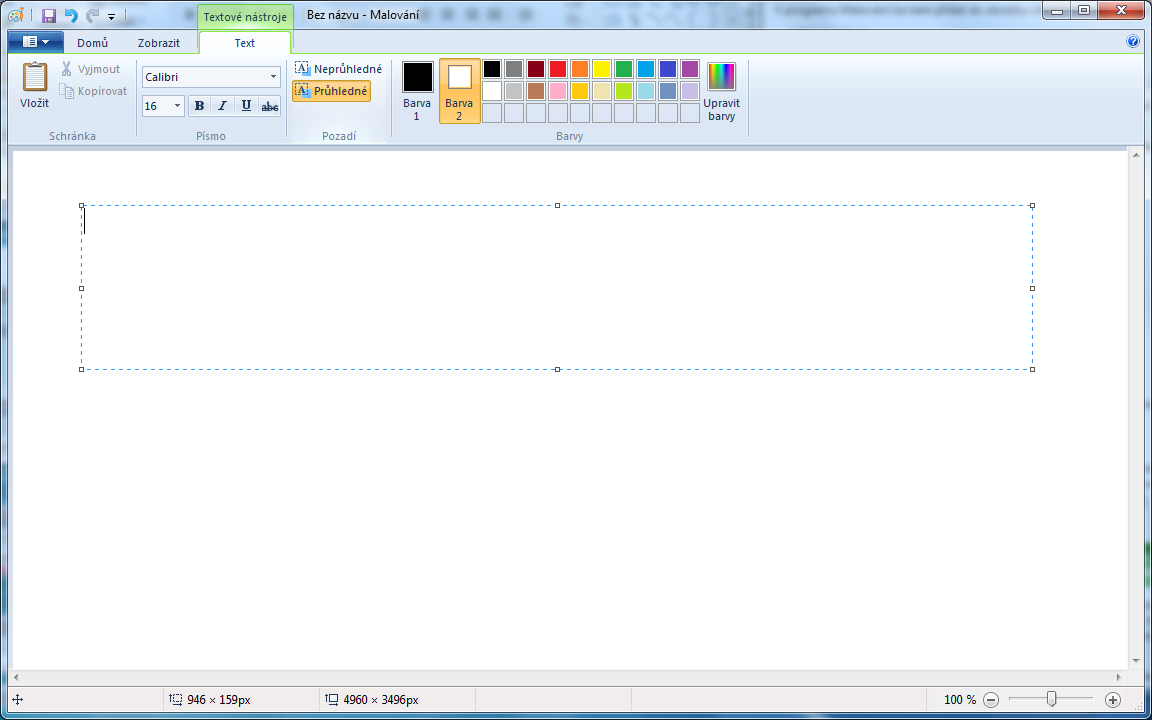 Textové nástroje
Bez názvu - Malování
Domů
Zobrazit
Text
Vložit
Vyjmout
Kopírovat
Schránka
Calibri
16
B I U abc
Písmo
Neprůhledné
Průhledné
Pozadí
Barva
1
Barva
2
Upravit
barvy
Barvy
946 × 159px
4960 × 3496px
100 %